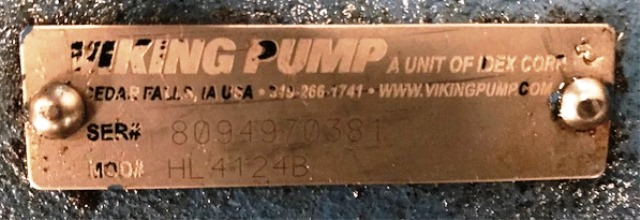 VIKING PUMP A UNIT OF IDEX CORP
CEDAR FALLS, IA USA • 319-266-1741 • WWW.VIKINGPUMP.COM
SER# 8094970381
MOD# HL4124B